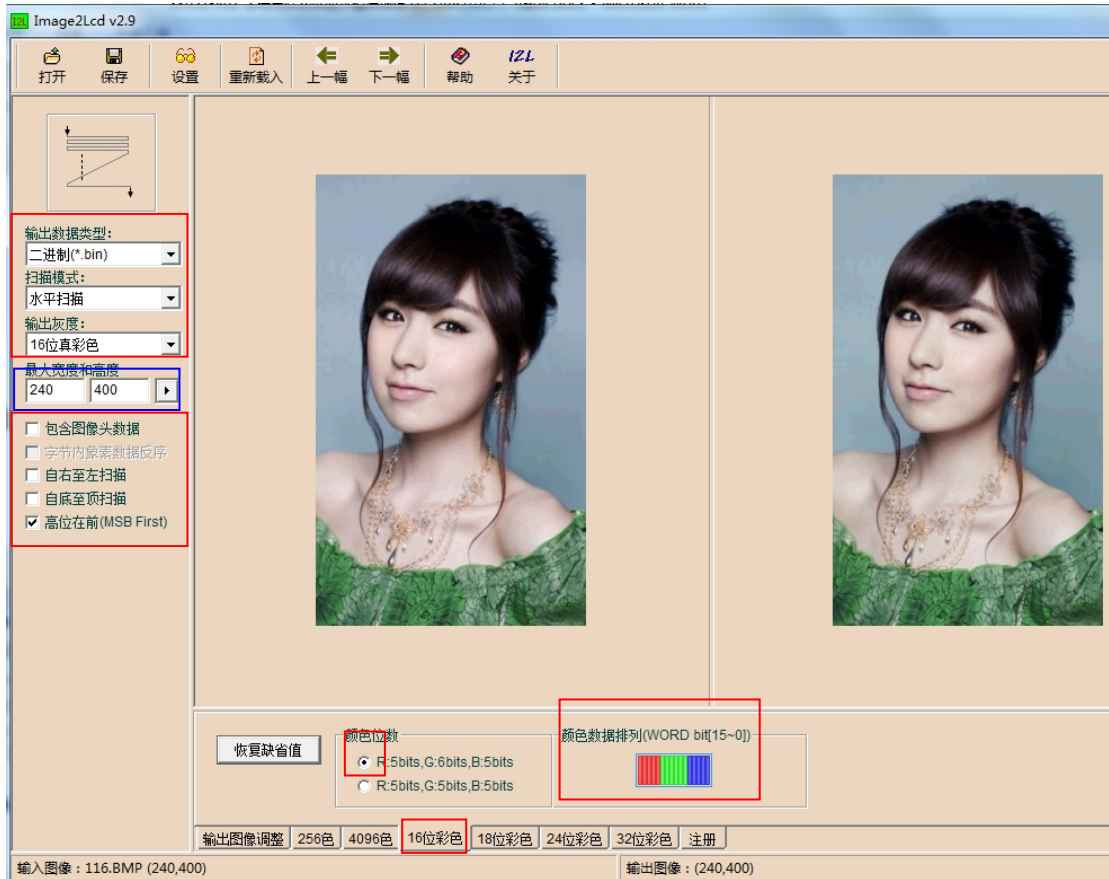 Image2Lcd v2.9
打开 保存 设置 重新载入 上一幅 下一幅 帮助 关于
I2L
输出数据类型:
二进制(*.bin)
扫描模式:
水平扫描
输出灰度:
16位真彩色
最大宽度和高度
240 400
包含图像头数据
字节内象素数据反序
自右至左扫描
自底至顶扫描
高位在前(MSB First)
恢复缺省值
颜色位数
R:5bits,G:6bits,B:5bits
R:5bits,G:5bits,B:5bits
颜色数据排列(WORD bit[15~0])
输出图像调整 256色 4096色 16位彩色 18位彩色 24位彩色 32位彩色 注册
输入图像：116.BMP (240,400)
输出图像：(240,400)